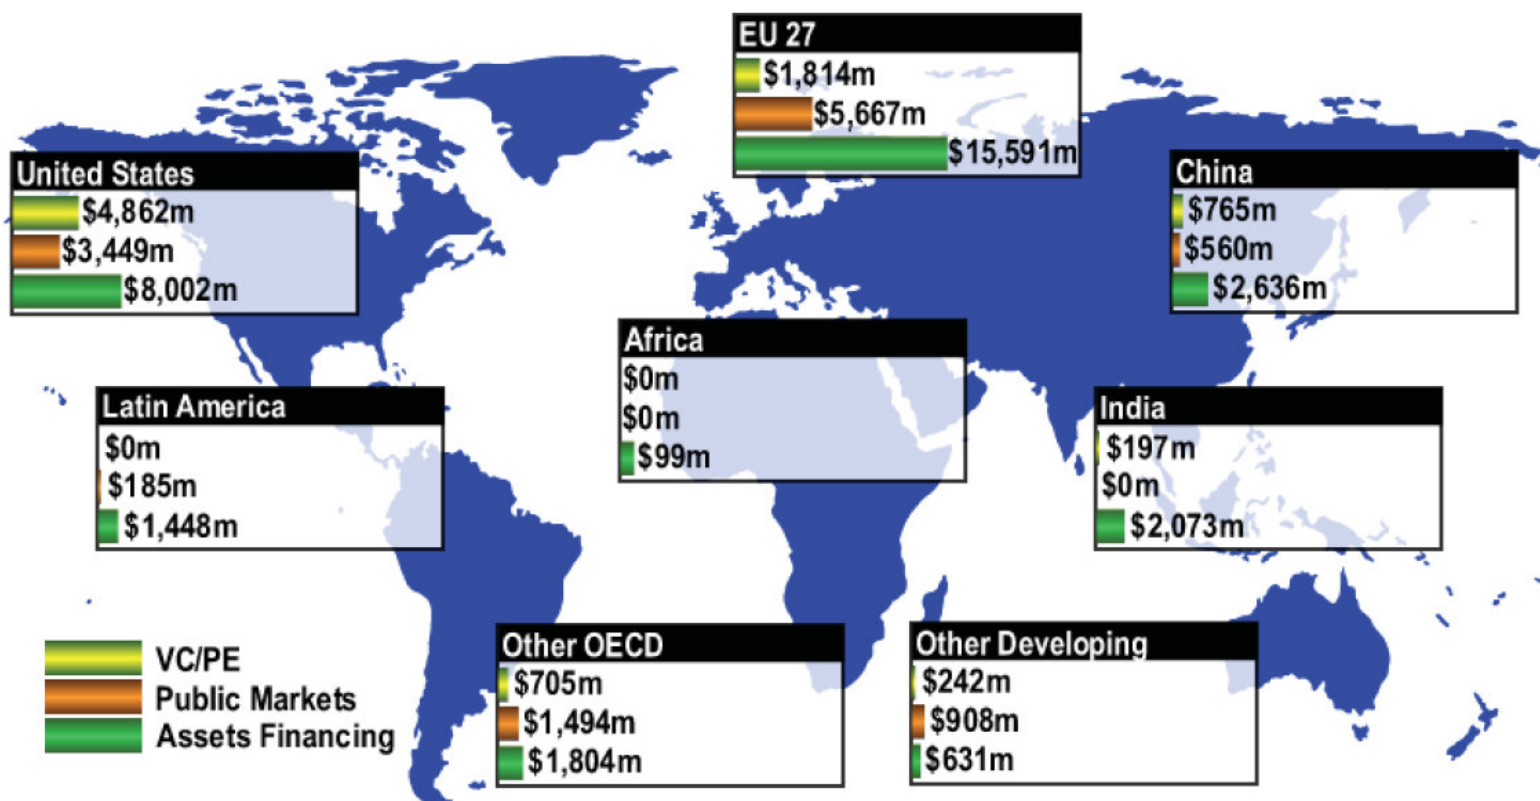 EU 27
$1,814m
$5,667m
$15,591m
United States
$4,862m
$3,449m
$8,002m
China
$765m
$560m
$2,636m
Africa
$0m
$0m
$99m
Latin America
$0m
$185m
$1,448m
India
$197m
$0m
$2,073m
VC/PE
Public Markets
Assets Financing
Other OECD
$705m
$1,494m
$1,804m
Other Developing
$242m
$908m
$631m